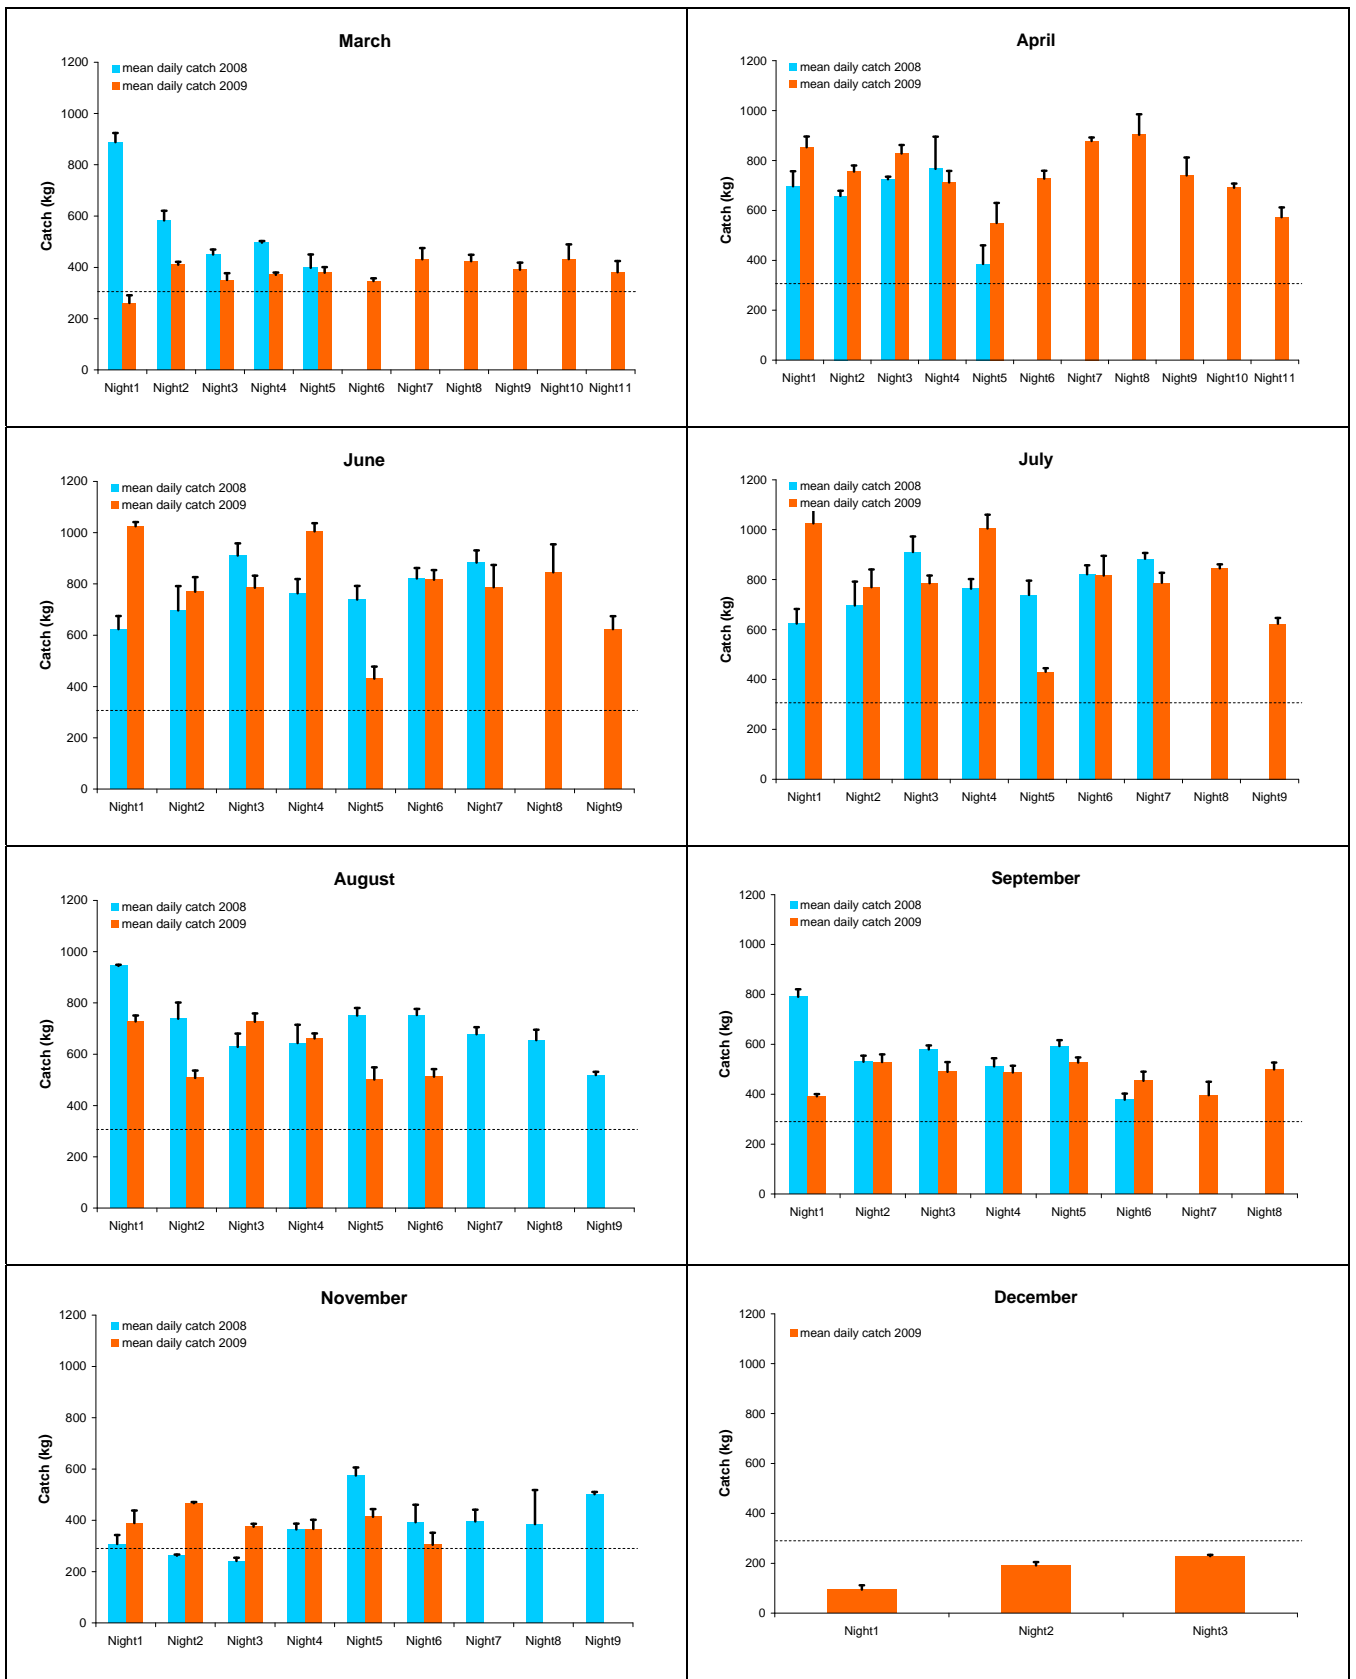 March
mean daily catch 2008
mean daily catch 2009
Catch (kg)
1200
1000
800
600
400
200
0
Night1 Night2 Night3 Night4 Night5 Night6 Night7 Night8 Night9 Night10 Night11
April
mean daily catch 2008
mean daily catch 2009
Catch (kg)
1200
1000
800
600
400
200
0
Night1 Night2 Night3 Night4 Night5 Night6 Night7 Night8 Night9 Night10 Night11
June
mean daily catch 2008
mean daily catch 2009
Catch (kg)
1200
1000
800
600
400
200
0
Night1 Night2 Night3 Night4 Night5 Night6 Night7 Night8 Night9
July
mean daily catch 2008
mean daily catch 2009
Catch (kg)
1200
1000
800
600
400
200
0
Night1 Night2 Night3 Night4 Night5 Night6 Night7 Night8 Night9
August
mean daily catch 2008
mean daily catch 2009
Catch (kg)
1200
1000
800
600
400
200
0
Night1 Night2 Night3 Night4 Night5 Night6 Night7 Night8 Night9
September
mean daily catch 2008
mean daily catch 2009
Catch (kg)
1200
1000
800
600
400
200
0
Night1 Night2 Night3 Night4 Night5 Night6 Night7 Night8
November
mean daily catch 2008
mean daily catch 2009
Catch (kg)
1200
1000
800
600
400
200
0
Night1 Night2 Night3 Night4 Night5 Night6 Night7 Night8 Night9
December
mean daily catch 2009
Catch (kg)
1200
1000
800
600
400
200
0
Night1 Night2 Night3